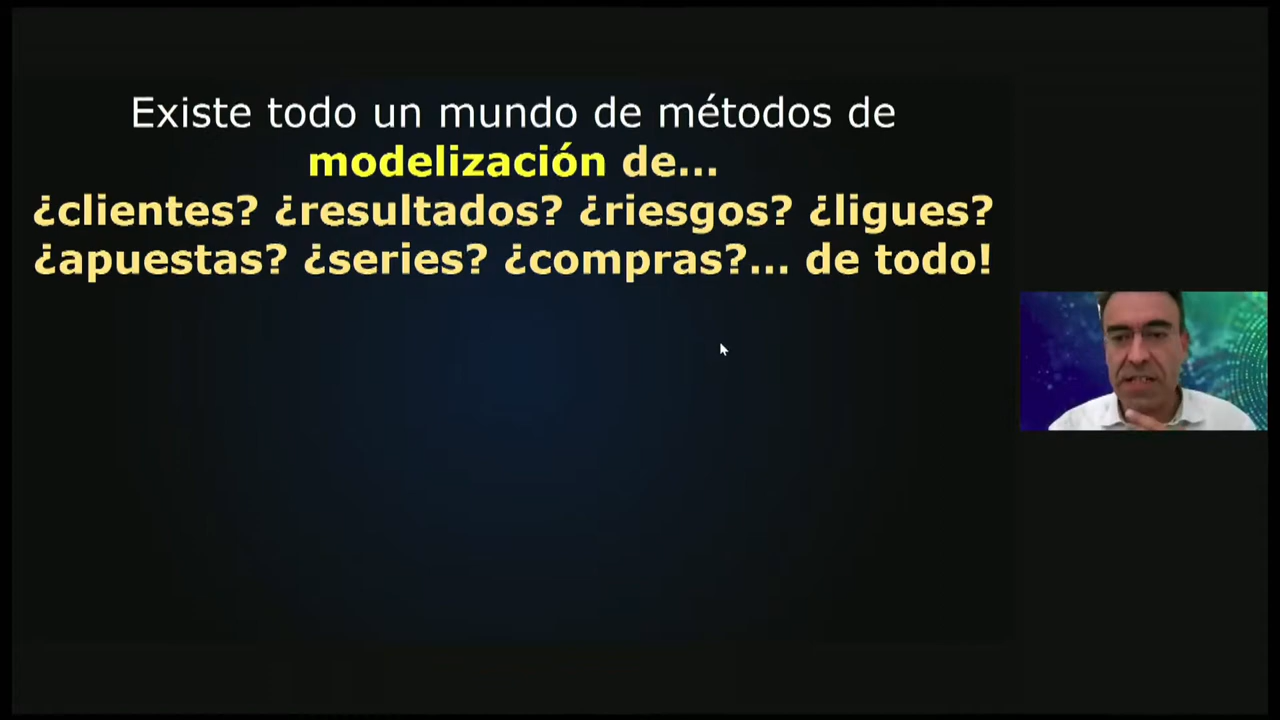 Existe todo un mundo de métodos de
modelización de...
¿clientes? ¿resultados? ¿riesgos? ¿ligues?
¿apuestas? ¿series? ¿compras?... de todo!